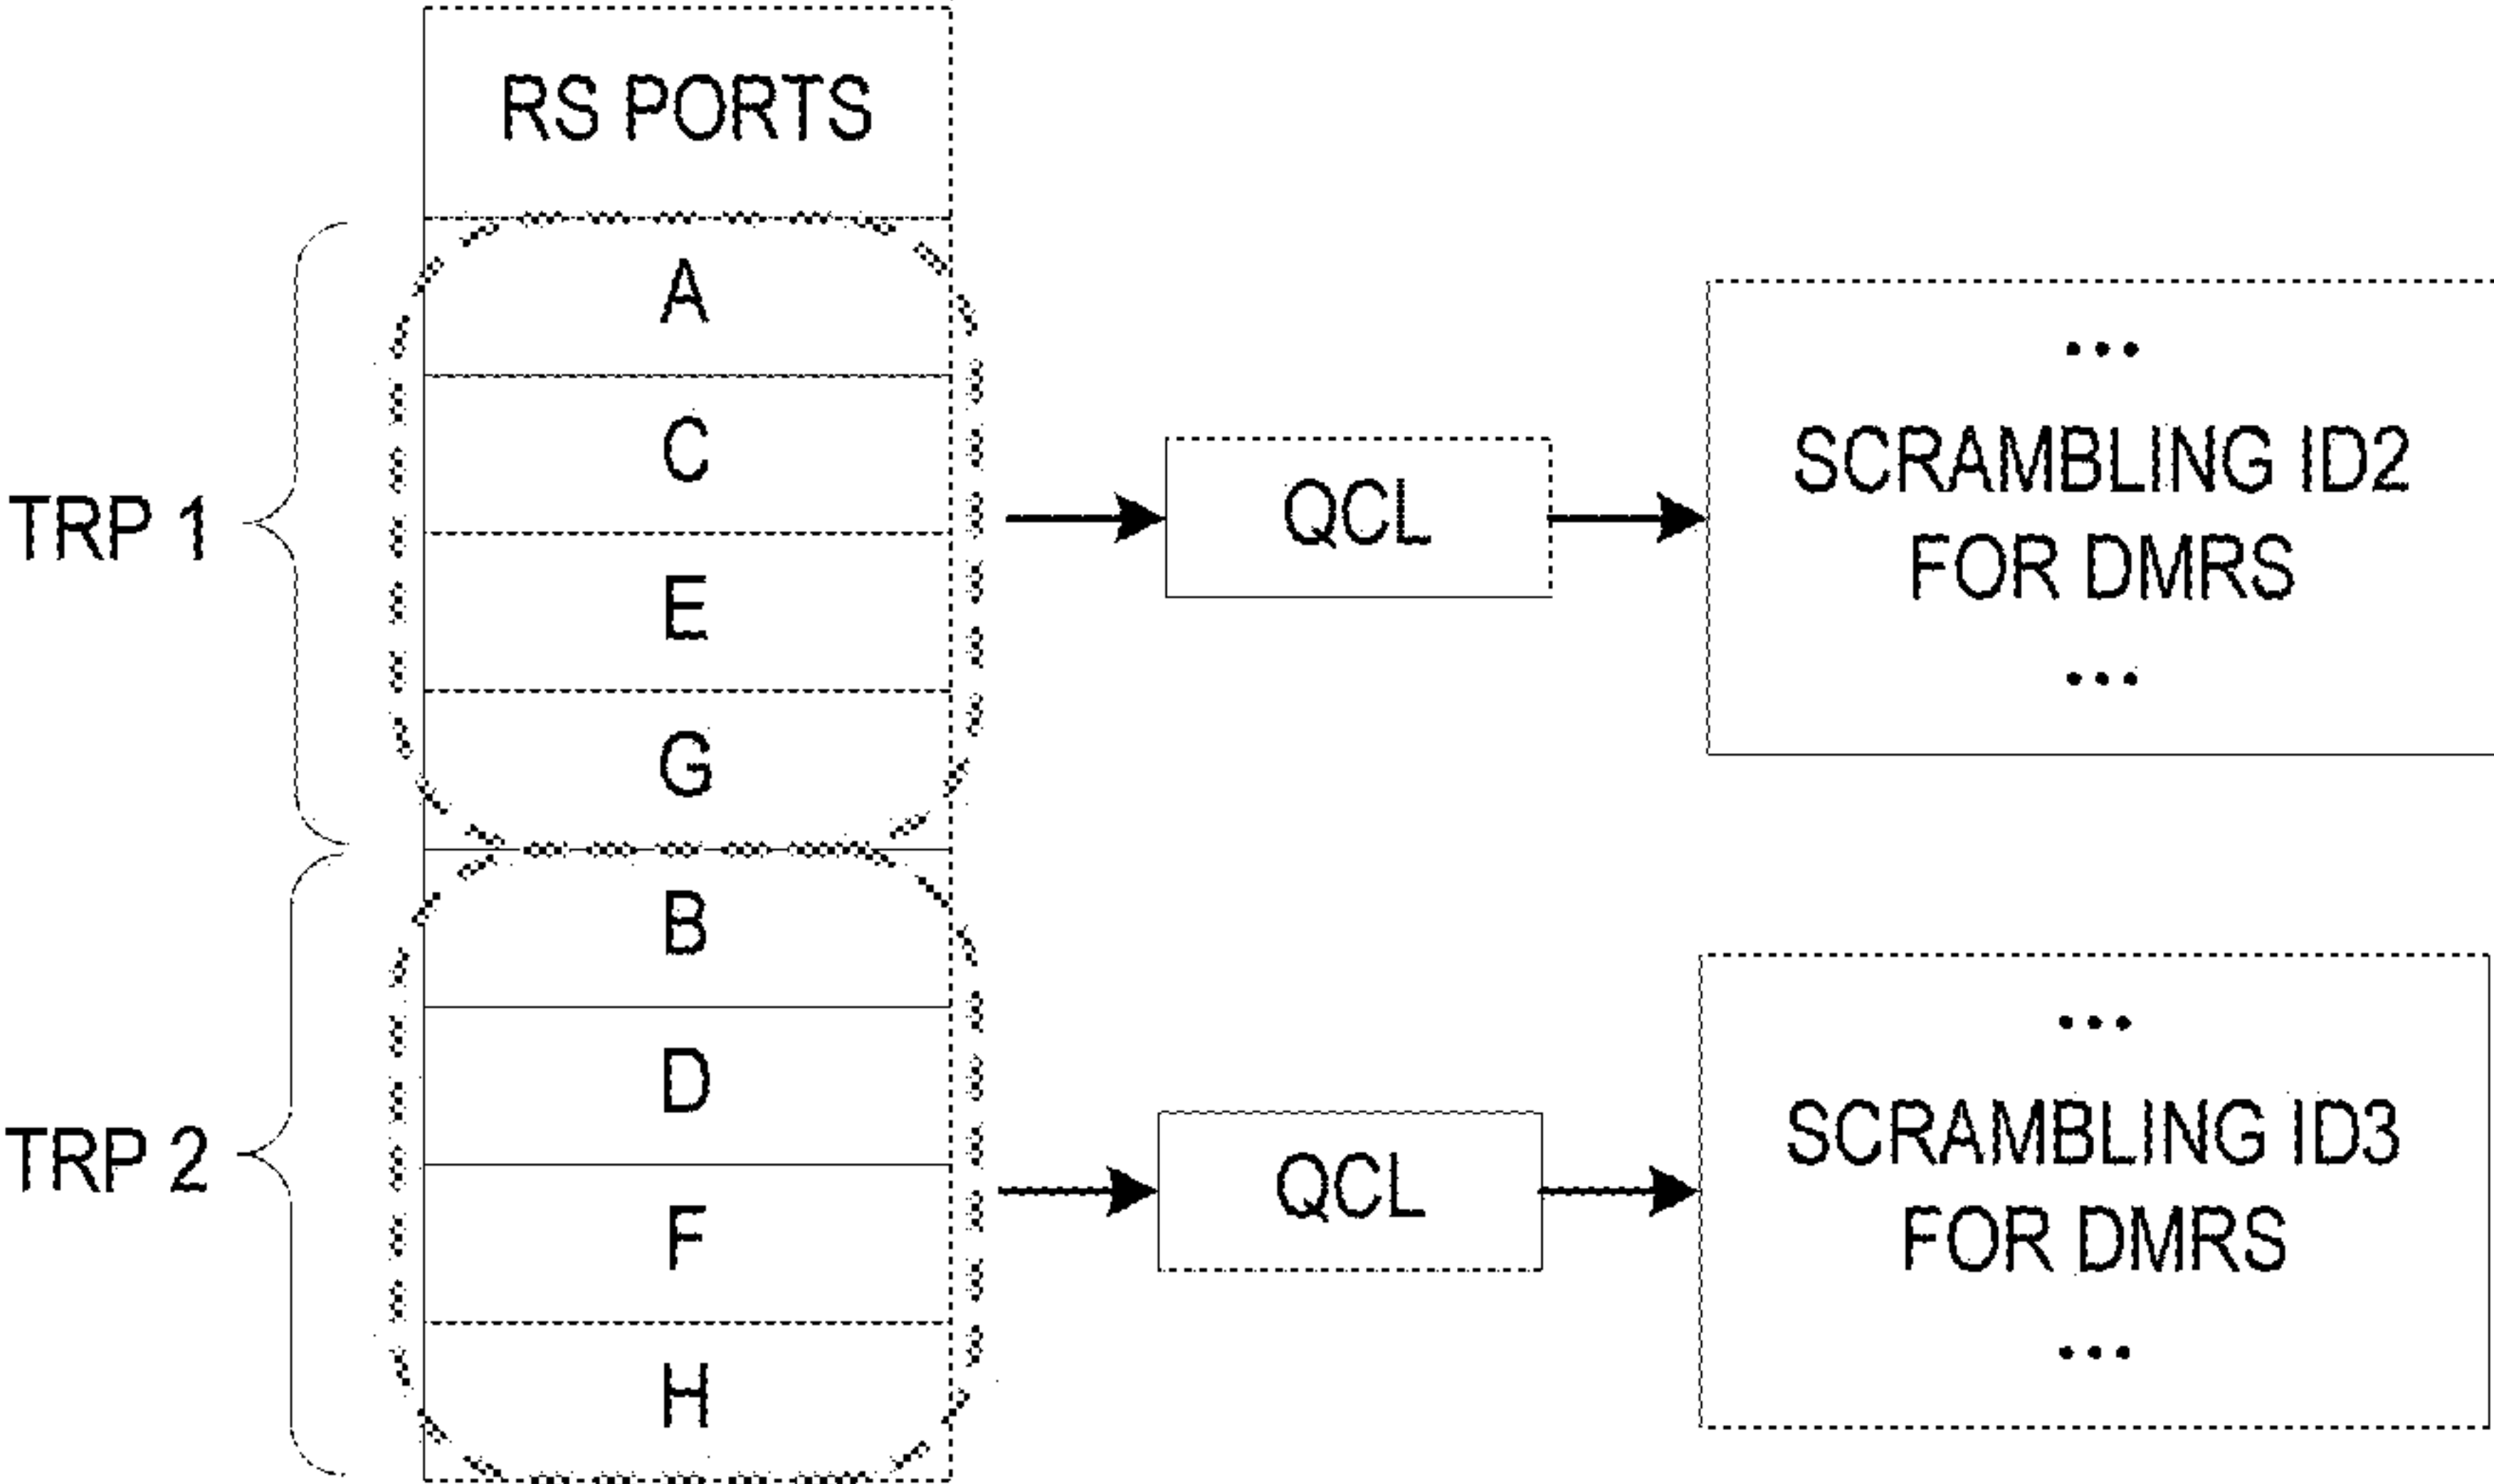 RS PORTS
TRP 1
A
C
E
G
QCL
...
SCRAMBLING ID2
FOR DMRS
...
TRP 2
B
D
F
H
QCL
...
SCRAMBLING ID3
FOR DMRS
...